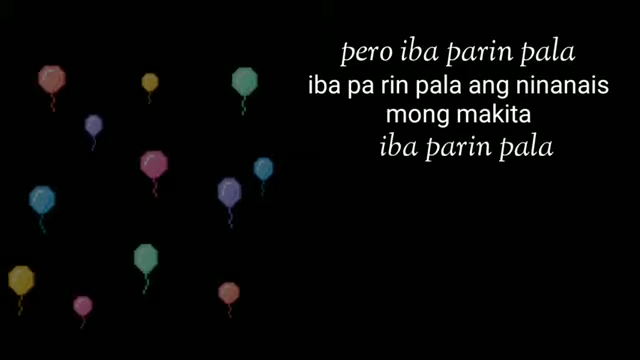 pero iba parin pala
iba pa rin pala ang ninanais
mong makita
iba parin pala